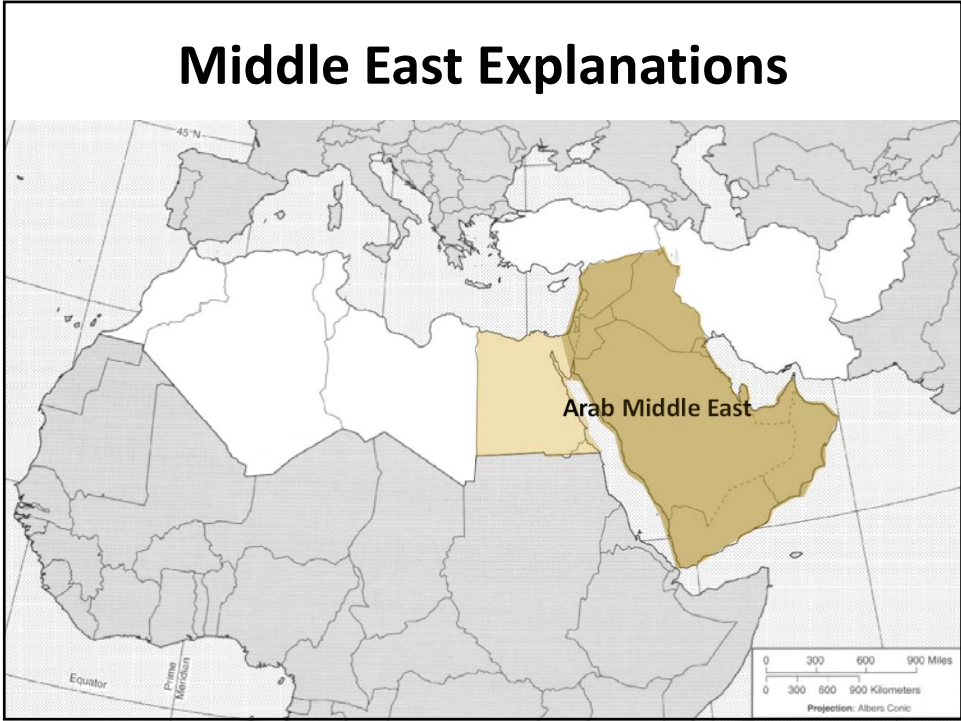 Middle East Explanations
45°N
Arab Middle East
Equator
Prime
Meridian
0 300 600 900 Miles
0 300 600 900 Kilometers
Projection: Albers Conic